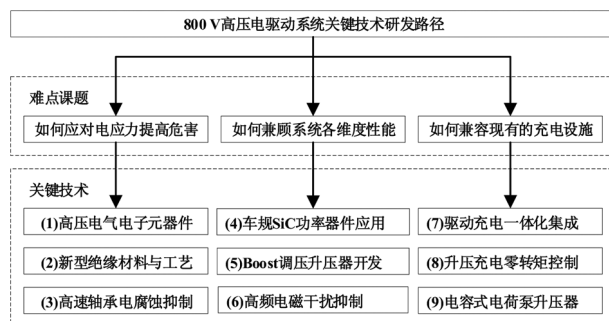 800 V高压电驱动系统关键技术研发路径
难点课题
如何应对电应力提高危害 如何兼顾系统各维度性能 如何兼容现有的充电设施
关键技术
(1)高压电气电子元器件 (4)车规SiC功率器件应用 (7)驱动充电一体化集成
(2)新型绝缘材料与工艺 (5)Boost调压升压器开发 (8)升压充电零转矩控制
(3)高速轴承电腐蚀抑制 (6)高频电磁干扰抑制 (9)电容式电荷泵升压器